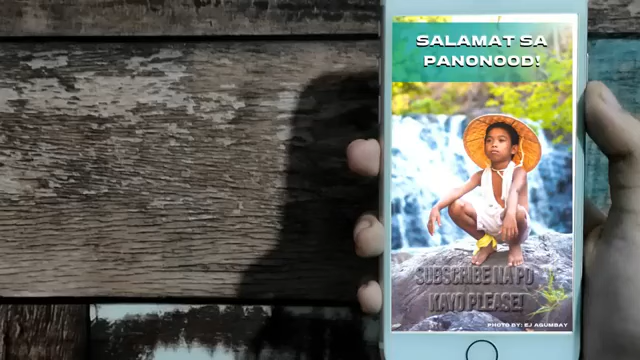 SALAMAT SA
PANONOOD!
SUBSCRIBE NA PO
KAYO PLEASE!
PHOTO BY: EJ AGUMBAY